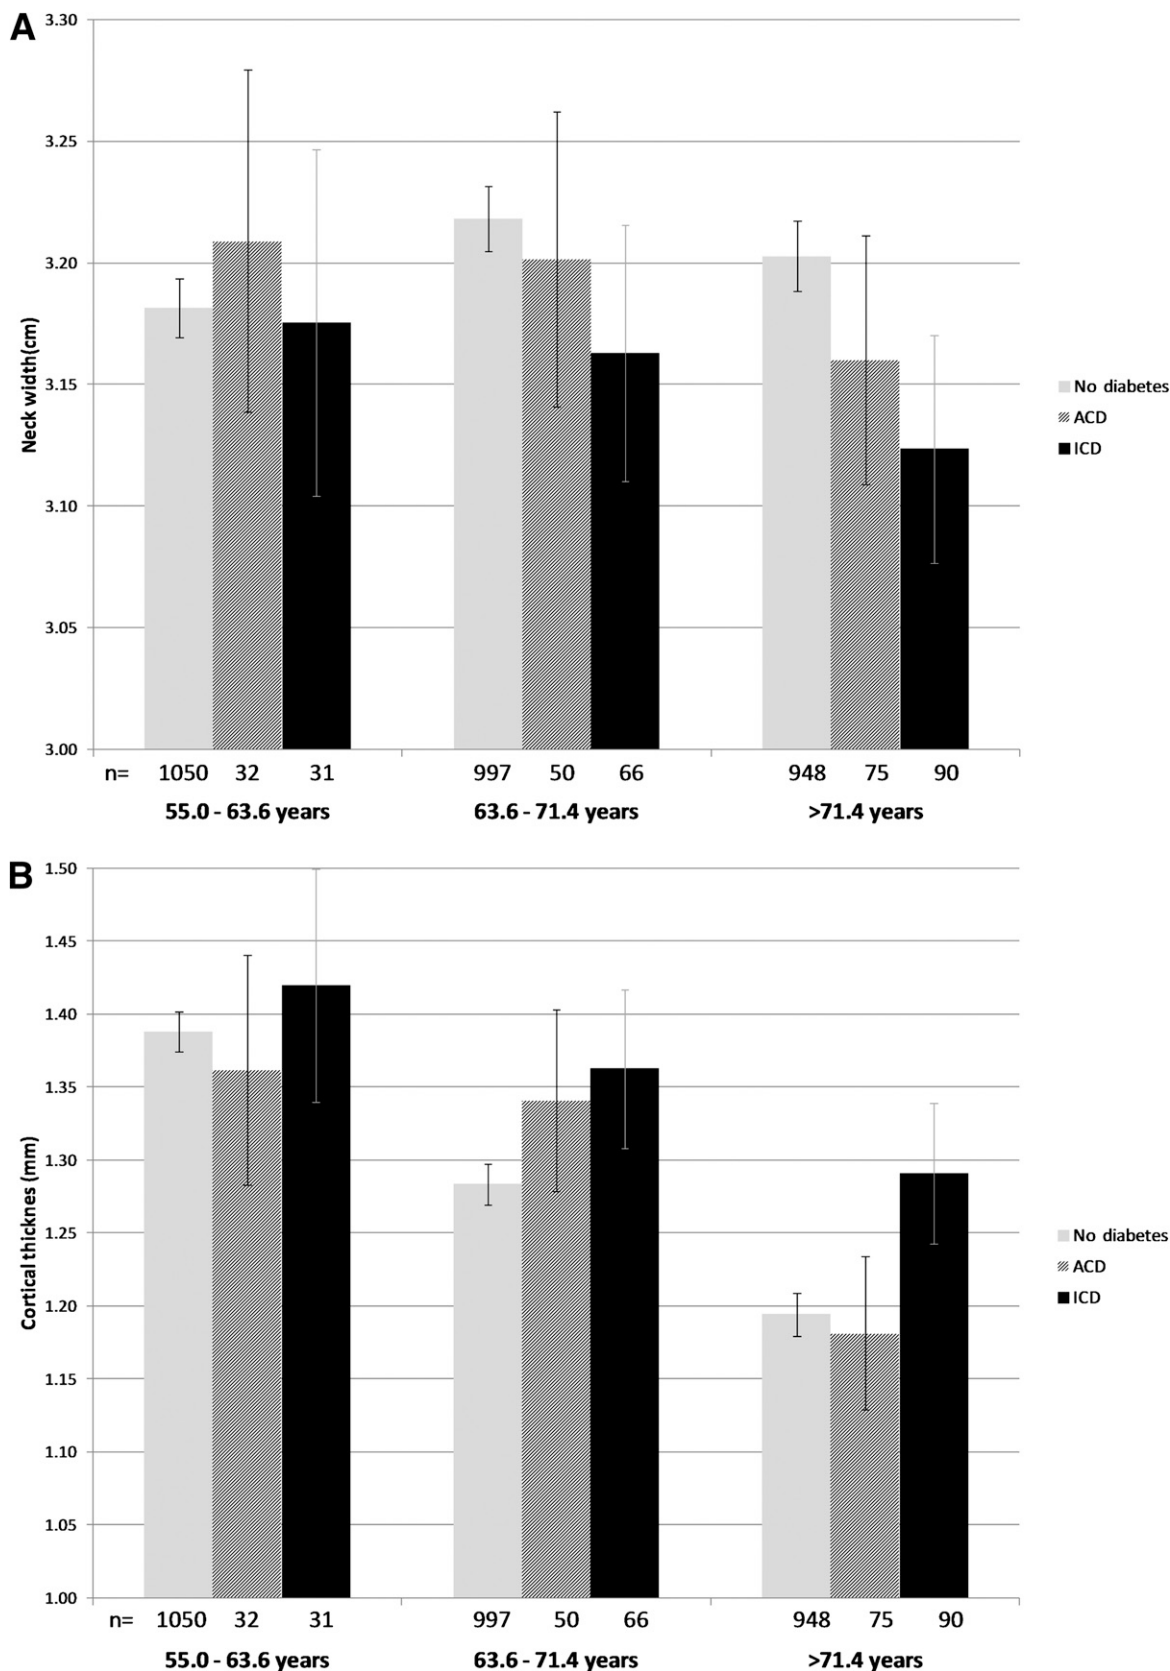 A
3.30
3.25
3.20
3.15
3.10
3.05
3.00
Neck width(cm)
No diabetes
ACD
ICD
n= 1050 32 31 997 50 66 948 75 90
55.0 - 63.6 years 63.6 - 71.4 years >71.4 years
B
1.50
1.45
1.40
1.35
1.30
1.25
1.20
1.15
1.10
1.05
1.00
Cortical thicknes (mm)
No diabetes
ACD
ICD
n= 1050 32 31 997 50 66 948 75 90
55.0 - 63.6 years 63.6 - 71.4 years >71.4 years